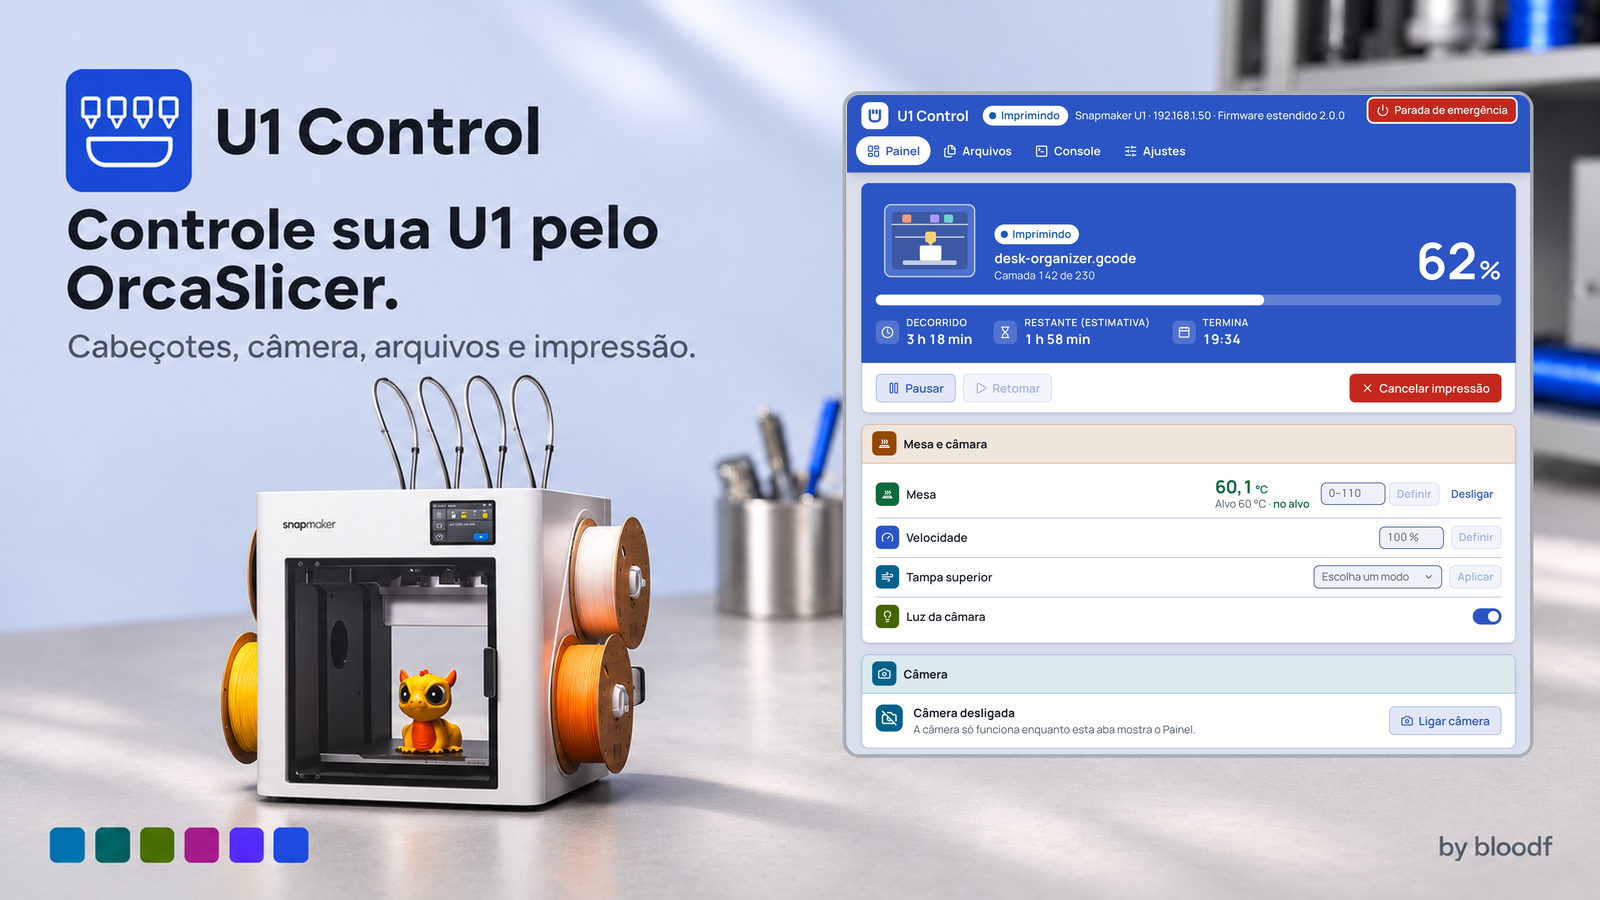 U1 Control
Controle sua U1 pelo
OrcaSlicer.
Cabeçotes, câmera, arquivos e impressão.
snapmaker
U1 Control
Imprimindo
Snapmaker U1 · 192.168.1.50 · Firmware estendido 2.0.0
Parada de emergência
Painel
Arquivos
Console
Ajustes
Imprimindo
desk-organizer.gcode
Camada 142 de 230
62%
DECORRIDO
3 h 18 min
RESTANTE (ESTIMATIVA)
1 h 58 min
TERMINA
19:34
Pausar
Retomar
Cancelar impressão
Mesa e câmara
Mesa
60,1 °C
Alvo 60 °C · no alvo
0–110
Definir
Desligar
Velocidade
100 %
Definir
Tampa superior
Escolha um modo
Aplicar
Luz da câmara
Câmera
Câmera desligada
A câmera só funciona enquanto esta aba mostra o Painel.
Ligar câmera
by bloodf